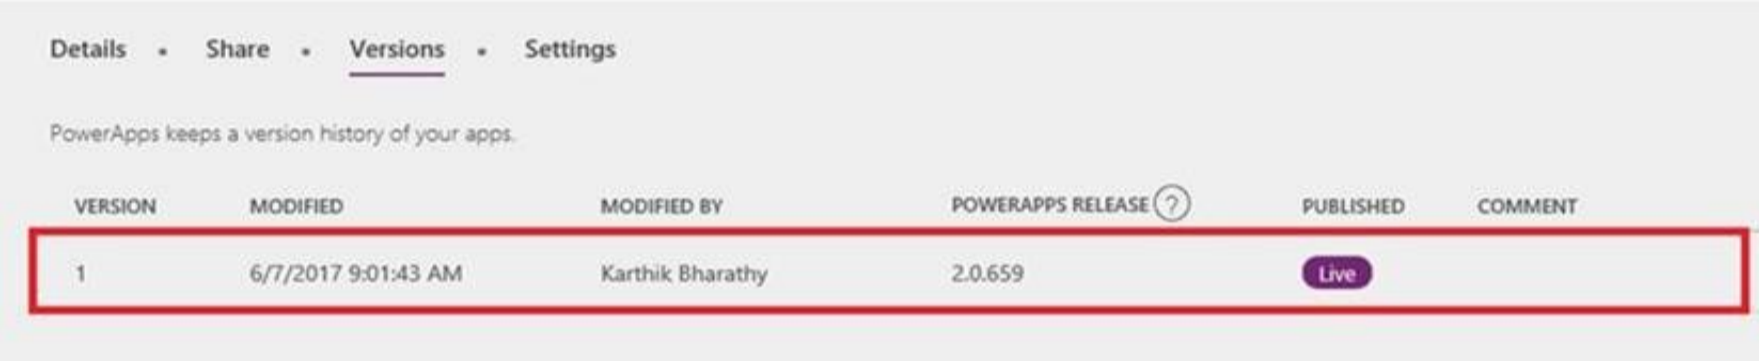 Details • Share • Versions • Settings
PowerApps keeps a version history of your apps.
VERSION MODIFIED MODIFIED BY POWERAPPS RELEASE ? PUBLISHED COMMENT
1 6/7/2017 9:01:43 AM Karthik Bharathy 2.0.659 Live